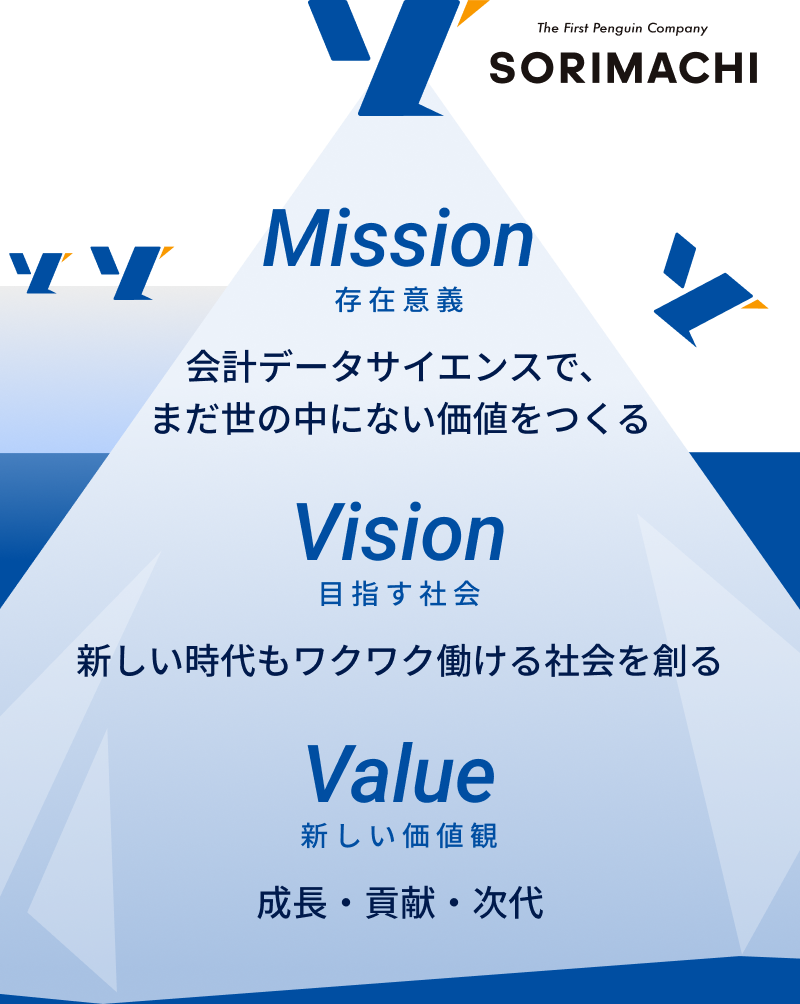 The First Penguin Company
SORIMACHI
Mission
存在意義
会計データサイエンスで、
まだ世の中にない価値をつくる
Vision
目指す社会
新しい時代もワクワク働ける社会を創る
Value
新しい価値観
成長・貢献・次代